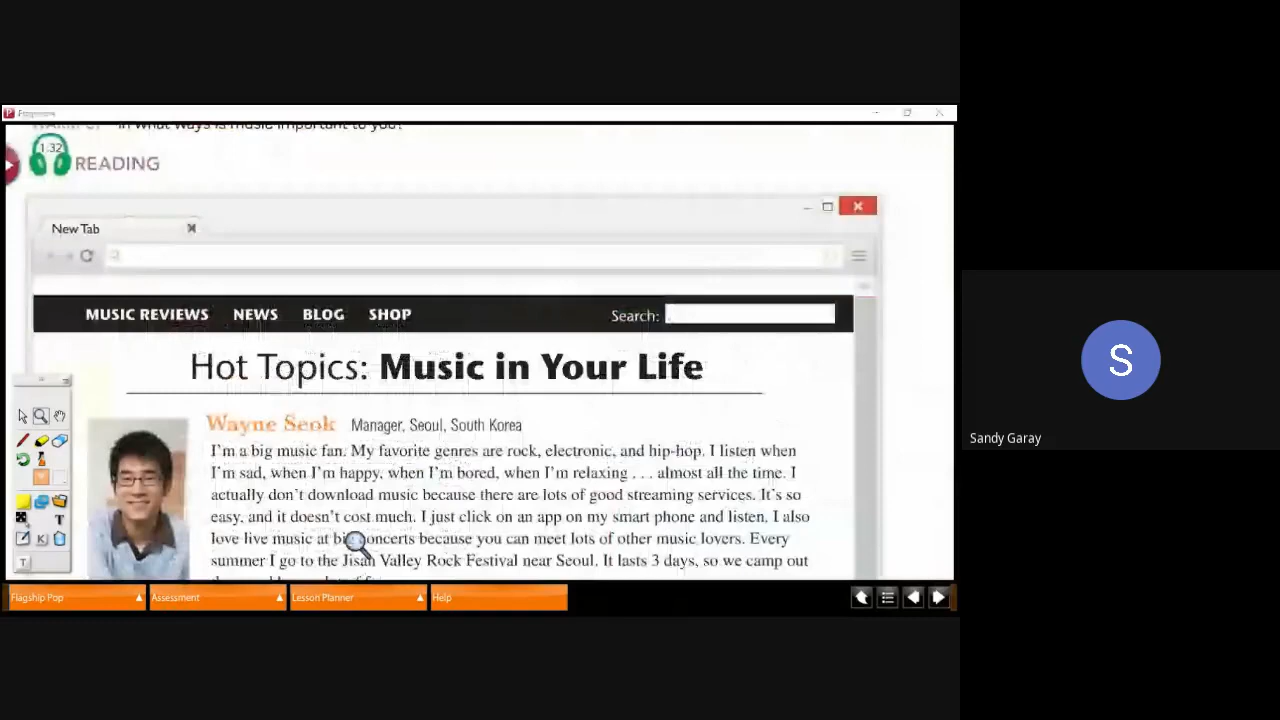 in what ways is music important to you?
1.32
READING
New Tab
MUSIC REVIEWS NEWS BLOG SHOP Search:
Hot Topics: Music in Your Life
Wayne Seok Manager, Seoul, South Korea
I'm a big music fan. My favorite genres are rock, electronic, and hip-hop. I listen when
I'm sad, when I'm happy, when I'm bored, when I'm relaxing . . . almost all the time. I
actually don't download music because there are lots of good streaming services. It's so
easy, and it doesn't cost much. I just click on an app on my smart phone and listen. I also
love live music at big concerts because you can meet lots of other music lovers. Every
summer I go to the Jisan Valley Rock Festival near Seoul. It lasts 3 days, so we camp out
Flagship Pop Assessment Lesson Planner Help
S
Sandy Garay